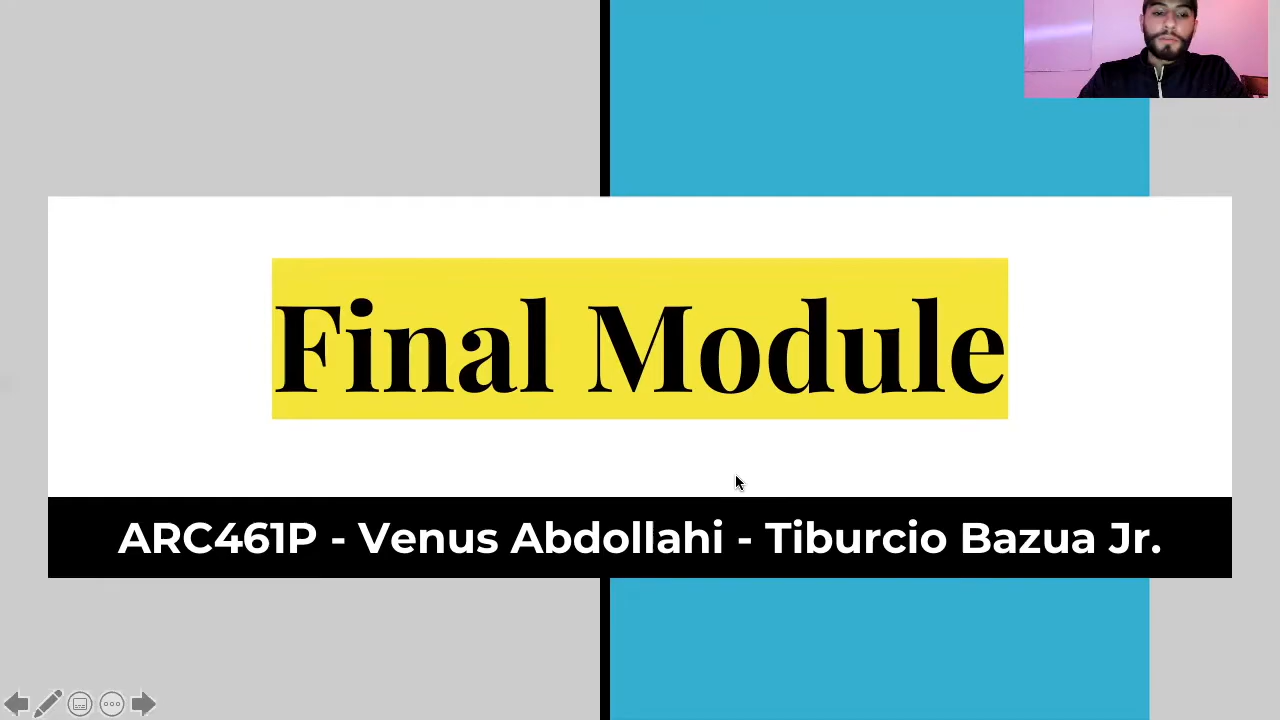 Final Module
ARC461P - Venus Abdollahi - Tiburcio Bazua Jr.